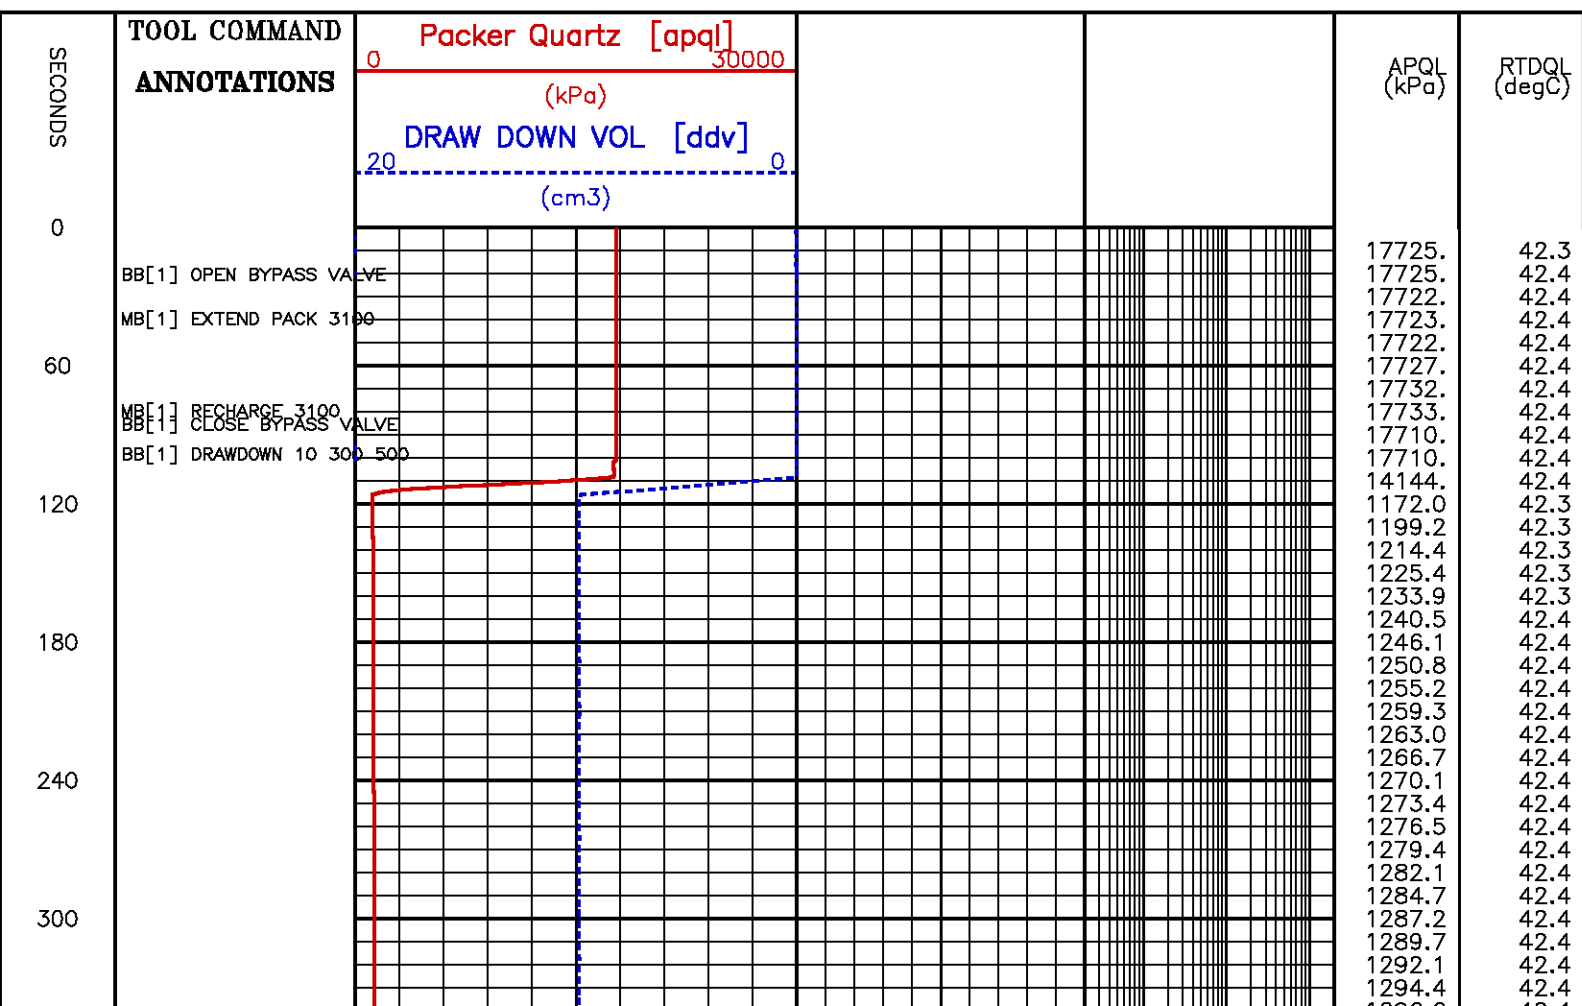 TOOL COMMAND
ANNOTATIONS
SECONDS
Packer Quartz [apql]
0 30000
(kPa)
DRAW DOWN VOL [ddv]
20 0
(cm3)
APQL
(kPa)
RTDQL
(degC)
0
17725. 42.3
BB[1] OPEN BYPASS VALVE 17725. 42.4
17722. 42.4
MB[1] EXTEND PACK 3100 17723. 42.4
17722. 42.4
60 17727. 42.4
17732. 42.4
MB[1] RECHARGE 3100 17733. 42.4
BB[1] CLOSE BYPASS VALVE
17710. 42.4
BB[1] DRAWDOWN 10 300 500 17710. 42.4
14144. 42.4
120 1172.0 42.3
1199.2 42.3
1214.4 42.3
1225.4 42.3
1233.9 42.3
1240.5 42.4
180 1246.1 42.4
1250.8 42.4
1255.2 42.4
1259.3 42.4
1263.0 42.4
1266.7 42.4
240 1270.1 42.4
1273.4 42.4
1276.5 42.4
1279.4 42.4
1282.1 42.4
1284.7 42.4
300 1287.2 42.4
1289.7 42.4
1292.1 42.4
1294.4 42.4